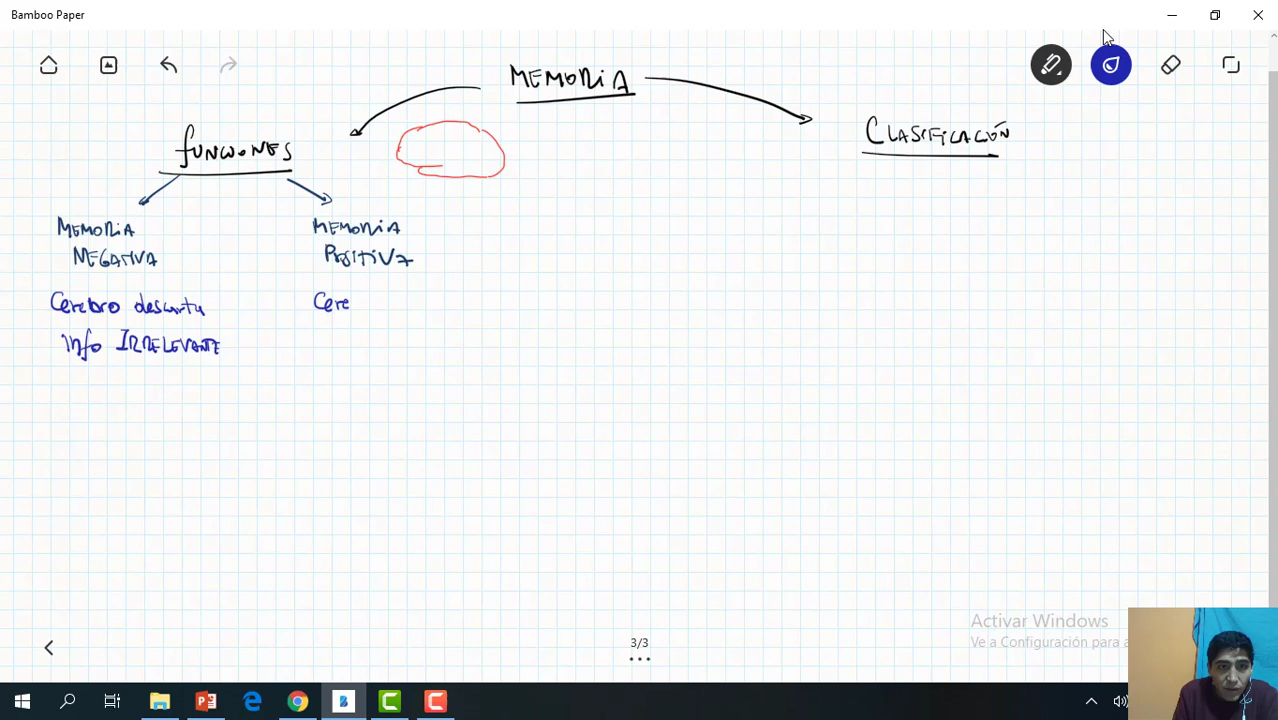 Bamboo Paper
MEMORIA
FUNCIONES
CLASIFICACIÓN
MEMORIA
NEGATIVA
MEMORIA
POSITIVA
Cerebro descarta
info IRRELEVANTE
Cere
Activar Windows
Ve a Configuración para a
3/3